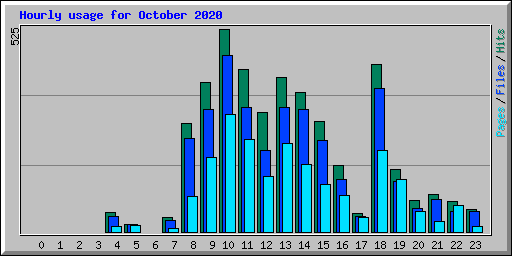 Hourly usage for October 2020
525
Pages / Files / Hits
0 1 2 3 4 5 6 7 8 9 10 11 12 13 14 15 16 17 18 19 20 21 22 23